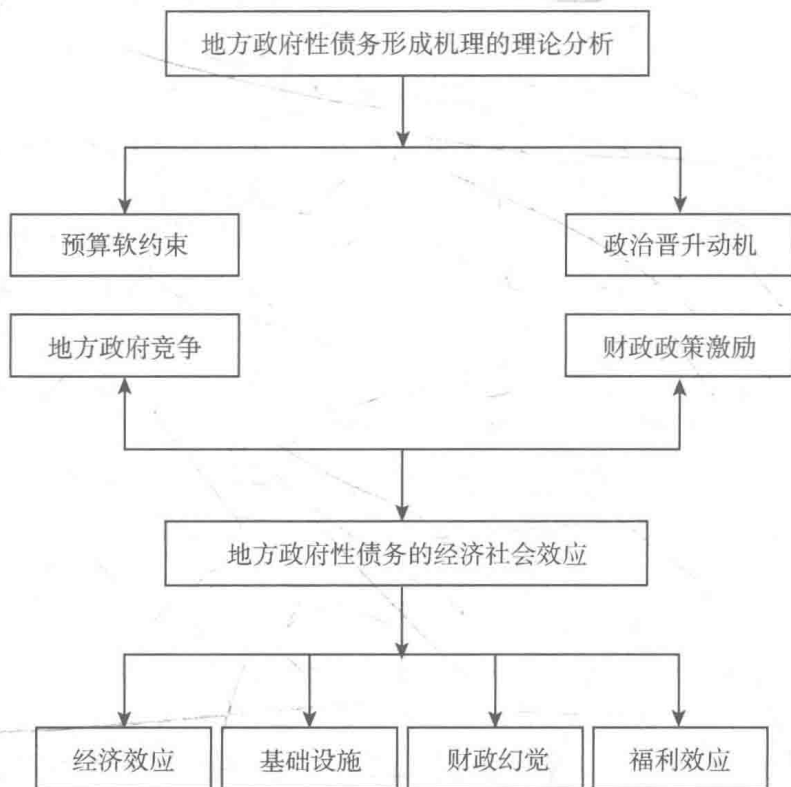 地方政府性债务形成机理的理论分析
预算软约束
政治晋升动机
地方政府竞争
财政政策激励
地方政府性债务的经济社会效应
经济效应
基础设施
财政幻觉
福利效应